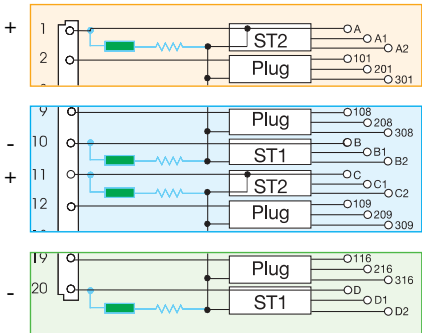 + 1 A
ST2 A1
A2
2 Plug 101
201
301
9 Plug 108
208
308
- 10 B
ST1 B1
B2
+ 11 C
ST2 C1
C2
12 109
Plug 209
309
19 116
Plug 216
316
- 20 D
ST1 D1
D2